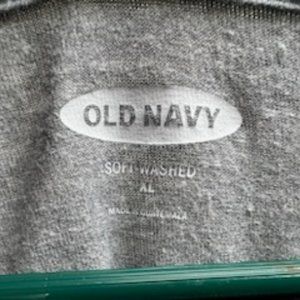 OLD NAVY
SOFT-WASHED
XL
MADE IN GUATEMALA